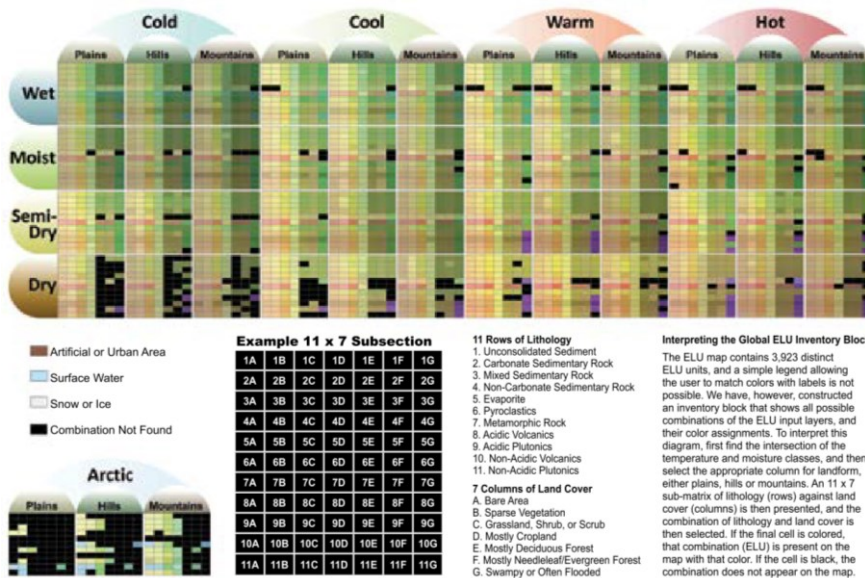 Cold Cool Warm Hot
Plains Hills Mountains Plains Hills Mountains Plains Hills Mountains Plains Hills Mountains
Wet
Moist
Semi-
Dry
Dry
Artificial or Urban Area
Surface Water
Snow or Ice
Combination Not Found
Arctic
Plains Hills Mountains
Example 11 x 7 Subsection
1A 1B 1C 1D 1E 1F 1G
2A 2B 2C 2D 2E 2F 2G
3A 3B 3C 3D 3E 3F 3G
4A 4B 4C 4D 4E 4F 4G
5A 5B 5C 5D 5E 5F 5G
6A 6B 6C 6D 6E 6F 6G
7A 7B 7C 7D 7E 7F 7G
8A 8B 8C 8D 8E 8F 8G
9A 9B 9C 9D 9E 9F 9G
10A 10B 10C 10D 10E 10F 10G
11A 11B 11C 11D 11E 11F 11G
11 Rows of Lithology
1. Unconsolidated Sediment
2. Carbonate Sedimentary Rock
3. Mixed Sedimentary Rock
4. Non-Carbonate Sedimentary Rock
5. Evaporite
6. Pyroclastics
7. Metamorphic Rock
8. Acidic Volcanics
9. Acidic Plutonics
10. Non-Acidic Volcanics
11. Non-Acidic Plutonics
7 Columns of Land Cover
A. Bare Area
B. Sparse Vegetation
C. Grassland, Shrub, or Scrub
D. Mostly Cropland
E. Mostly Deciduous Forest
F. Mostly Needleleaf/Evergreen Forest
G. Swampy or Often Flooded
Interpreting the Global ELU Inventory Bloc
The ELU map contains 3,923 distinct
ELU units, and a simple legend allowing
the user to match colors with labels is not
possible. We have, however, constructed
an inventory block that shows all possible
combinations of the ELU input layers, and
their color assignments. To interpret this
diagram, first find the intersection of the
temperature and moisture classes, and then
select the appropriate column for landform,
either plains, hills or mountains. An 11 x 7
sub-matrix of lithology (rows) against land
cover (columns) is then presented, and the
combination of lithology and land cover is
then selected. If the final cell is colored,
that combination (ELU) is present on the
map with that color. If the cell is black, the
combination does not appear on the map.